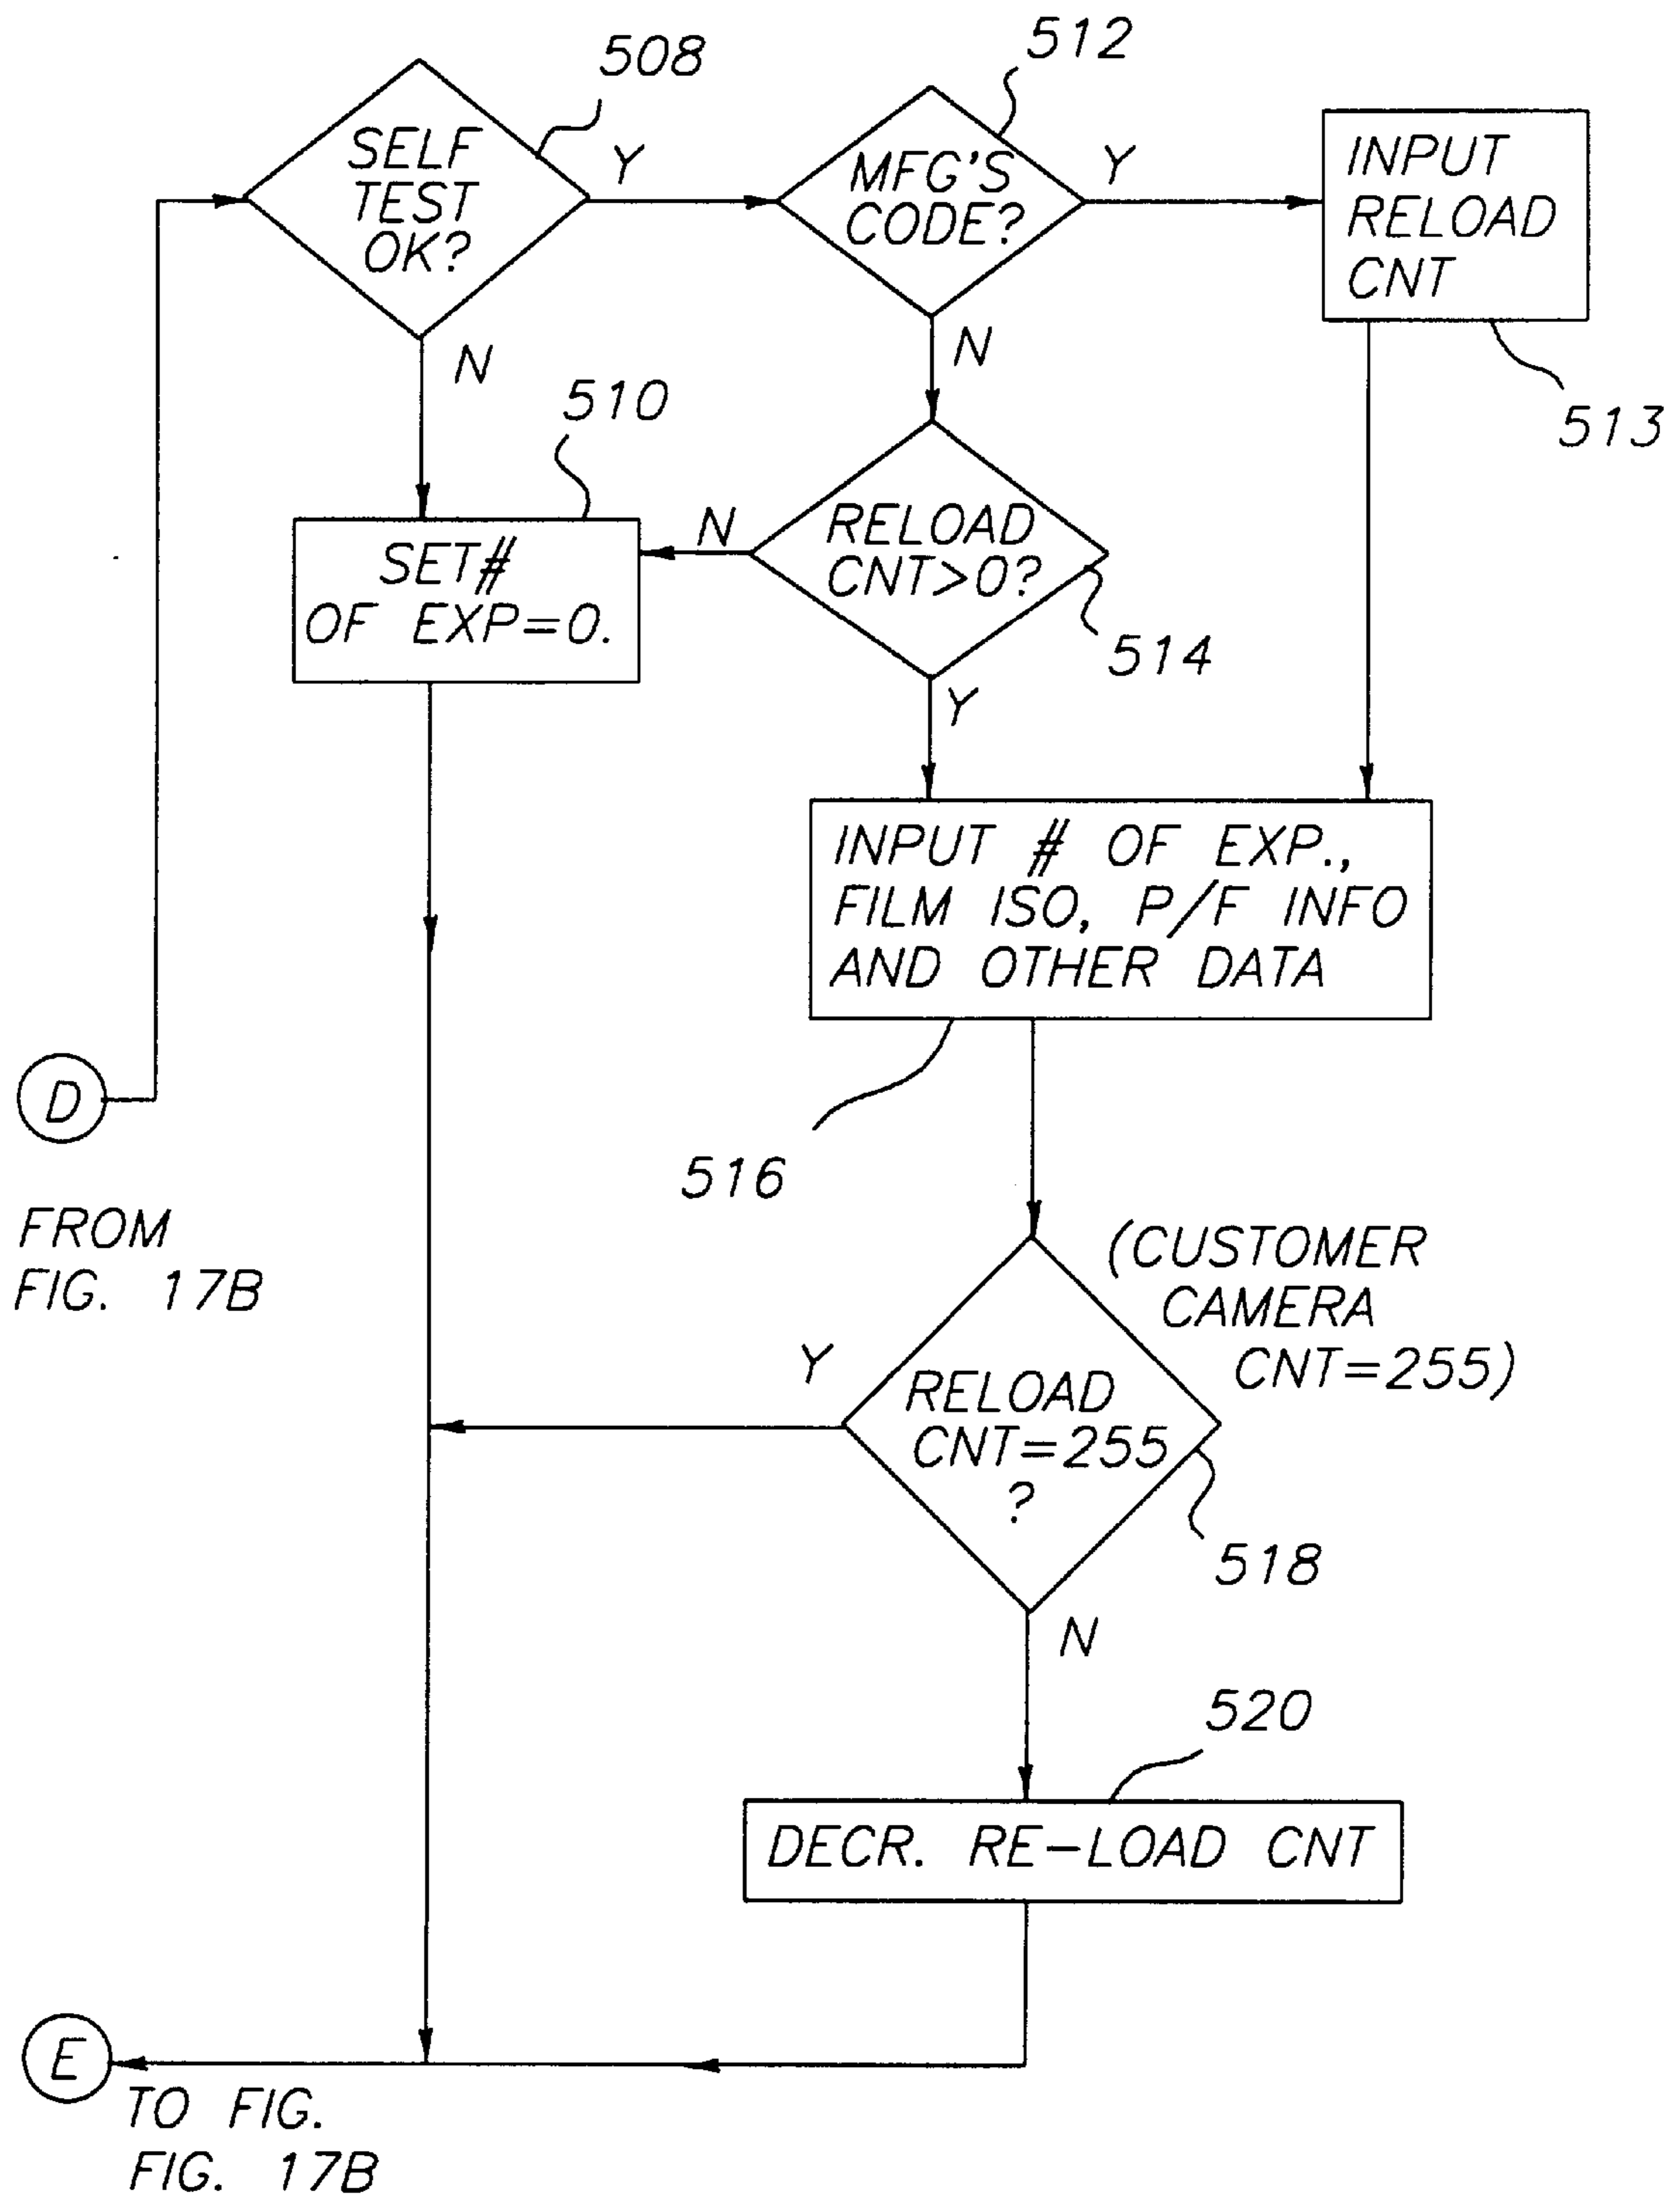 508
512
SELF
TEST
OK?
Y
MFG'S
CODE?
Y
INPUT
RELOAD
CNT
N
N
510
513
SET#
OF EXP=0.
N
RELOAD
CNT>0?
514
Y
INPUT # OF EXP.,
FILM ISO, P/F INFO
AND OTHER DATA
D
516
FROM
FIG. 17B
(CUSTOMER
CAMERA
CNT=255)
Y
RELOAD
CNT=255
?
518
N
520
DECR. RE-LOAD CNT
E
TO FIG.
FIG. 17B